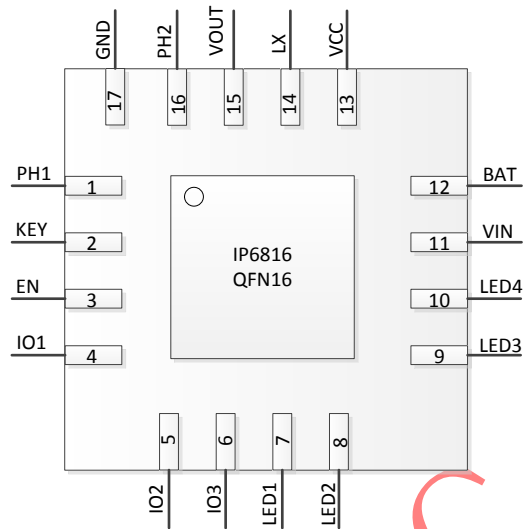 GND
PH2
VOUT
LX
VCC
17
16
15
14
13
PH1
1
12
BAT
KEY
2
11
VIN
IP6816
QFN16
EN
3
10
LED4
IO1
4
9
LED3
5
6
7
8
IO2
IO3
LED1
LED2